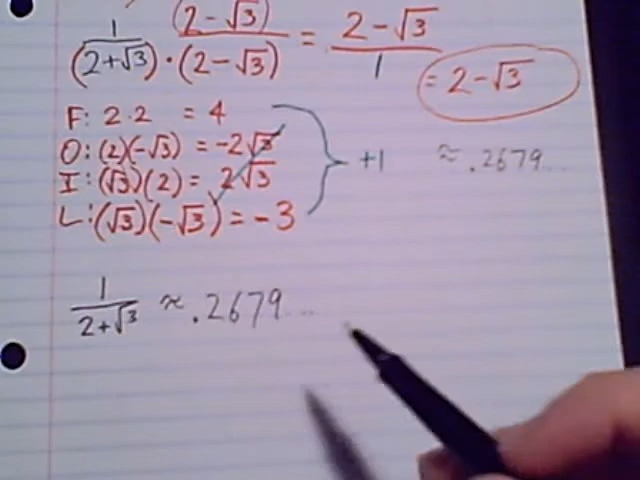 1/(2+√3) · (2-√3)/(2-√3) = (2-√3)/1 = 2-√3
F: 2·2 = 4
O: (2)(-√3) = -2√3
I: (√3)(2) = 2√3
L: (√3)(-√3) = -3
+1
≈ .2679...
1/(2+√3) ≈ .2679...